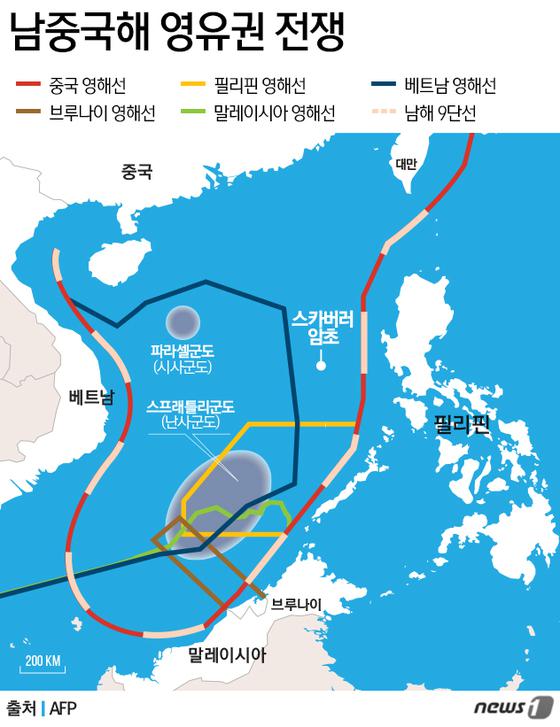 남중국해 영유권 전쟁
중국 영해선
필리핀 영해선
베트남 영해선
브루나이 영해선
말레이시아 영해선
남해 9단선
중국
대만
스카버러
암초
파라셀군도
(시사군도)
베트남
스프래틀리군도
(난사군도)
필리핀
브루나이
말레이시아
200 KM
출처 | AFP
news1